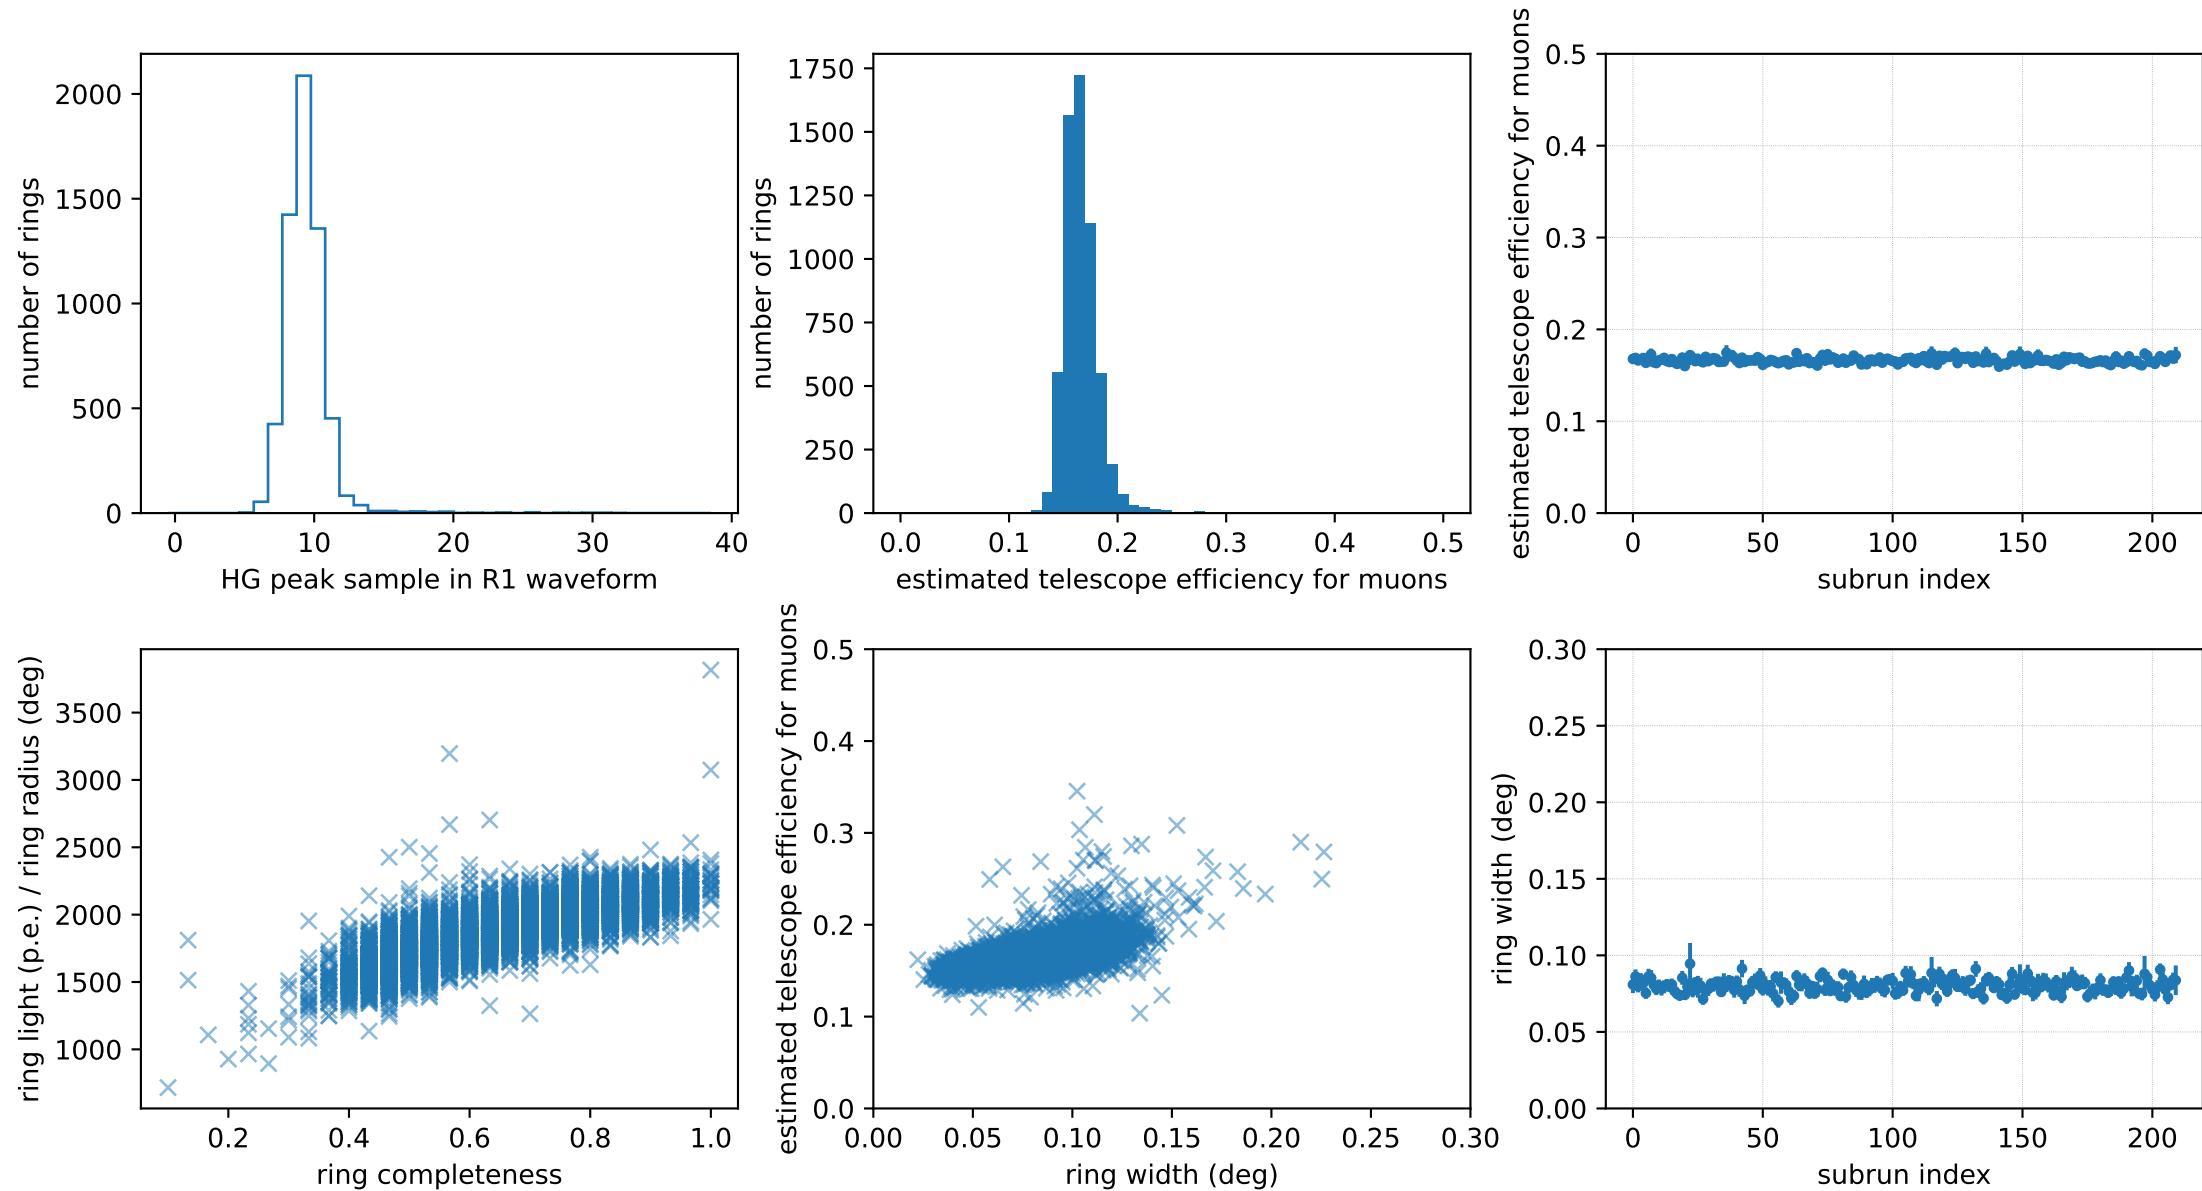 2000
1500
1000
500
0
number of rings
0 10 20 30 40
HG peak sample in R1 waveform
1750
1500
1250
1000
750
500
250
0
number of rings
0.0 0.1 0.2 0.3 0.4 0.5
estimated telescope efficiency for muons
0.5
0.4
0.3
0.2
0.1
0.0
estimated telescope efficiency for muons
0 50 100 150 200
subrun index
3500
3000
2500
2000
1500
1000
ring light (p.e.) / ring radius (deg)
0.2 0.4 0.6 0.8 1.0
ring completeness
0.5
0.4
0.3
0.2
0.1
0.0
estimated telescope efficiency for muons
0.00 0.05 0.10 0.15 0.20 0.25 0.30
ring width (deg)
0.30
0.25
0.20
0.15
0.10
0.05
0.00
ring width (deg)
0 50 100 150 200
subrun index